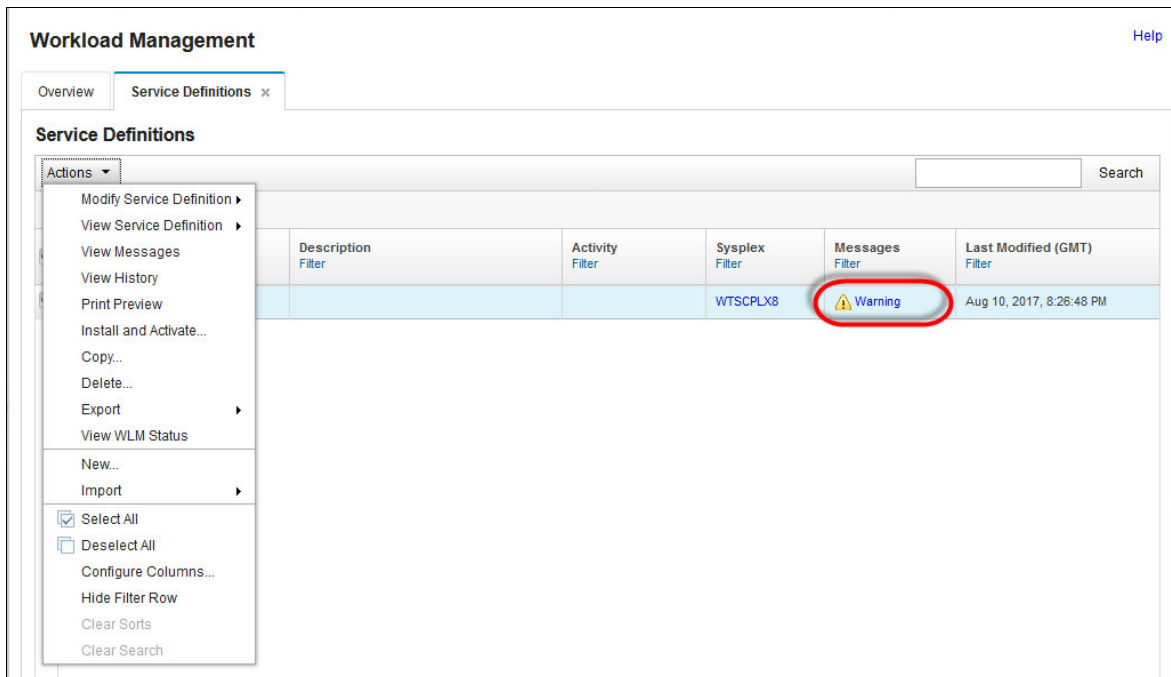 Workload Management
Help
Overview
Service Definitions ×
Service Definitions
Actions
Search
Modify Service Definition
View Service Definition
View Messages
View History
Print Preview
Install and Activate...
Copy...
Delete...
Export
View WLM Status
New...
Import
Select All
Deselect All
Configure Columns...
Hide Filter Row
Clear Sorts
Clear Search
Description Activity Sysplex Messages Last Modified (GMT)
Filter Filter Filter Filter Filter
WTSCPLX8 Warning Aug 10, 2017, 8:26:48 PM